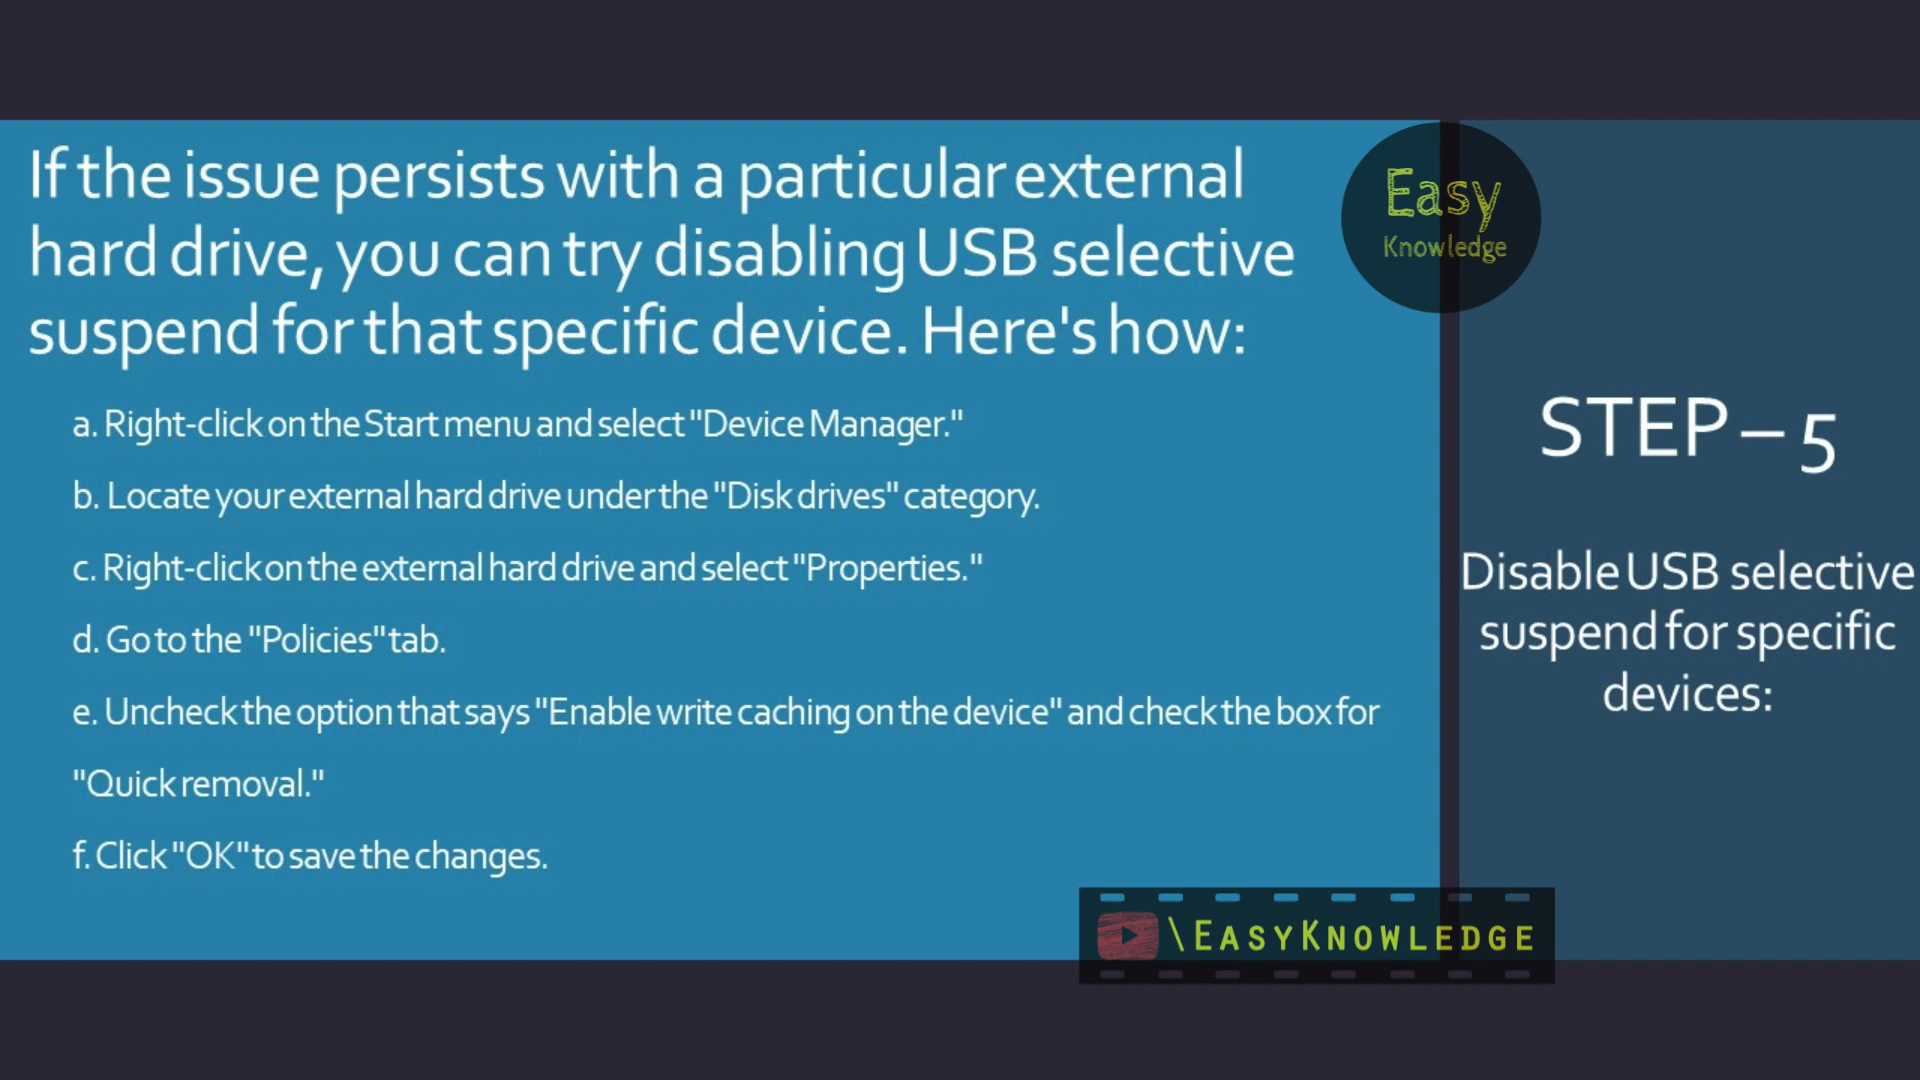 If the issue persists with a particular external
hard drive, you can try disabling USB selective
suspend for that specific device. Here's how:
a. Right-click on the Start menu and select "Device Manager."
b. Locate your external hard drive under the "Disk drives" category.
c. Right-click on the external hard drive and select "Properties."
d. Go to the "Policies" tab.
e. Uncheck the option that says "Enable write caching on the device" and check the box for
"Quick removal."
f. Click "OK" to save the changes.
Easy
Knowledge
STEP – 5
Disable USB selective
suspend for specific
devices:
\EASYKNOWLEDGE